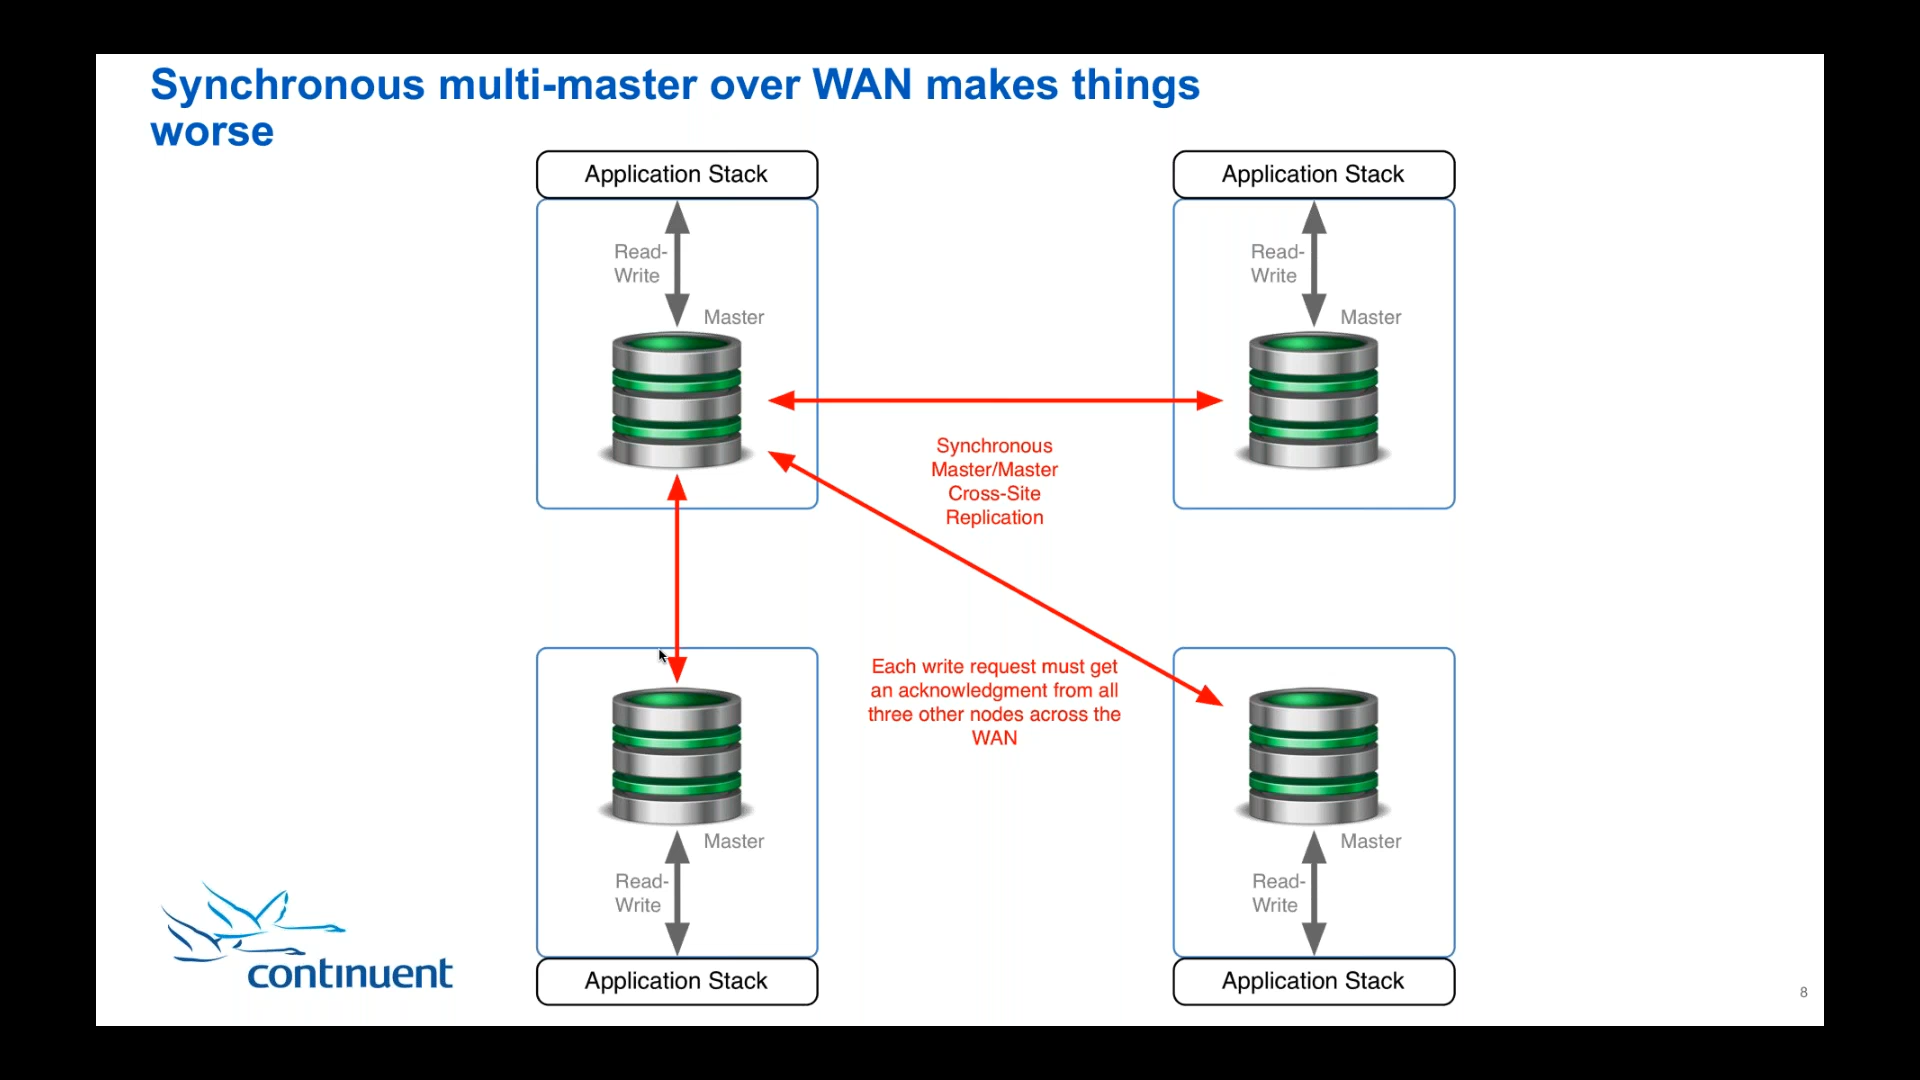 Synchronous multi-master over WAN makes things
worse
Application Stack
Application Stack
Read-
Write
Read-
Write
Master
Master
Synchronous
Master/Master
Cross-Site
Replication
Each write request must get
an acknowledgment from all
three other nodes across the
WAN
Master
Master
Read-
Write
Read-
Write
continuent
Application Stack
Application Stack
8